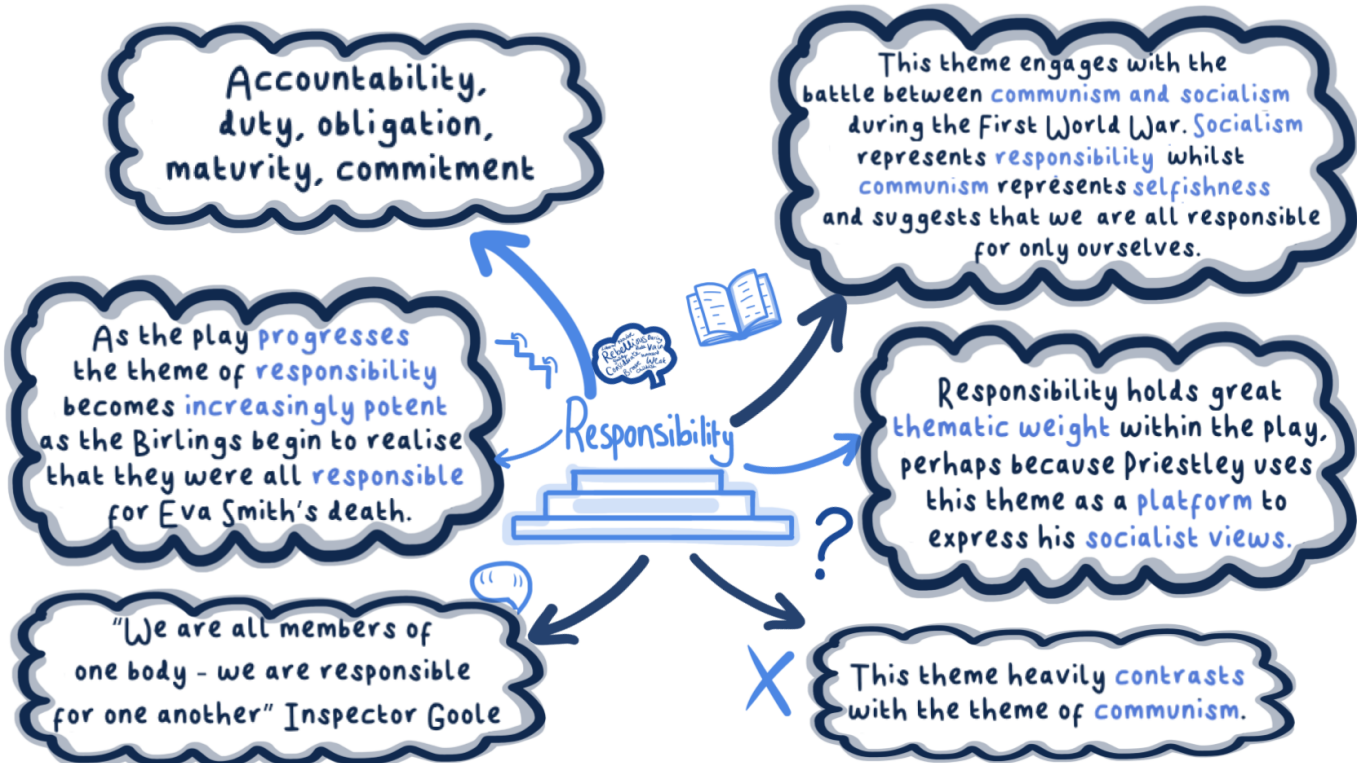 Accountability,
duty, obligation,
maturity, commitment
This theme engages with the
battle between communism and socialism
during the First World War. Socialism
represents responsibility whilst
communism represents selfishness
and suggests that we are all responsible
for only ourselves.
As the play progresses
the theme of responsibility
becomes increasingly potent
as the Birlings begin to realise
that they were all responsible
for Eva Smith's death.
Responsibility
Responsibility holds great
thematic weight within the play,
perhaps because Priestley uses
this theme as a platform to
express his socialist views.
?
"We are all members of
one body - we are responsible
for one another" Inspector Goole
X
This theme heavily contrasts
with the theme of communism.